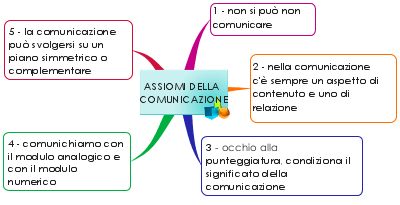 ASSIOMI DELLA
COMUNICAZIONE
1 - non si può non
comunicare
2 - nella comunicazione
c'è sempre un aspetto di
contenuto e uno di
relazione
3 - occhio alla
punteggiatura, condiziona il
significato della
comunicazione
4 - comunichiamo con
il modulo analogico e
con il modulo
numerico
5 - la comunicazione
può svolgersi su un
piano simmetrico o
complementare